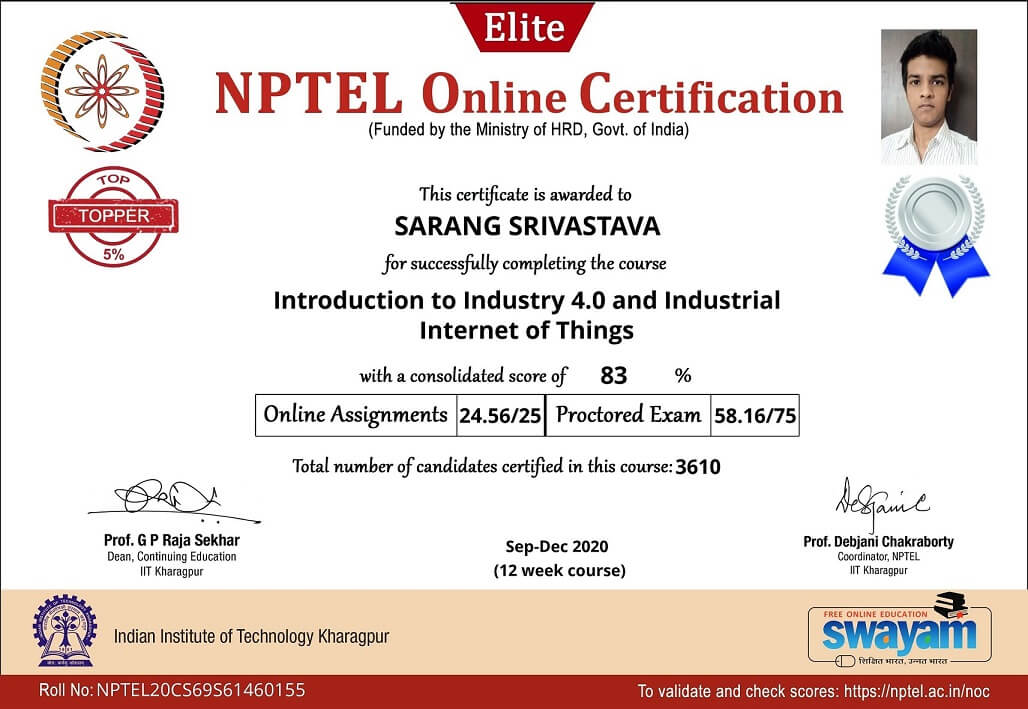 Elite
NPTEL Online Certification
(Funded by the Ministry of HRD, Govt. of India)
TOP
TOPPER
5%
This certificate is awarded to
SARANG SRIVASTAVA
for successfully completing the course
Introduction to Industry 4.0 and Industrial
Internet of Things
with a consolidated score of 83 %
Online Assignments 24.56/25 Proctored Exam 58.16/75
Total number of candidates certified in this course: 3610
Prof. G P Raja Sekhar
Dean, Continuing Education
IIT Kharagpur
Sep-Dec 2020
(12 week course)
Prof. Debjani Chakraborty
Coordinator, NPTEL
IIT Kharagpur
Indian Institute of Technology Kharagpur
FREE ONLINE EDUCATION
swayam
शिक्षित भारत, उन्नत भारत
Roll No: NPTEL20CS69S61460155
To validate and check scores: https://nptel.ac.in/noc